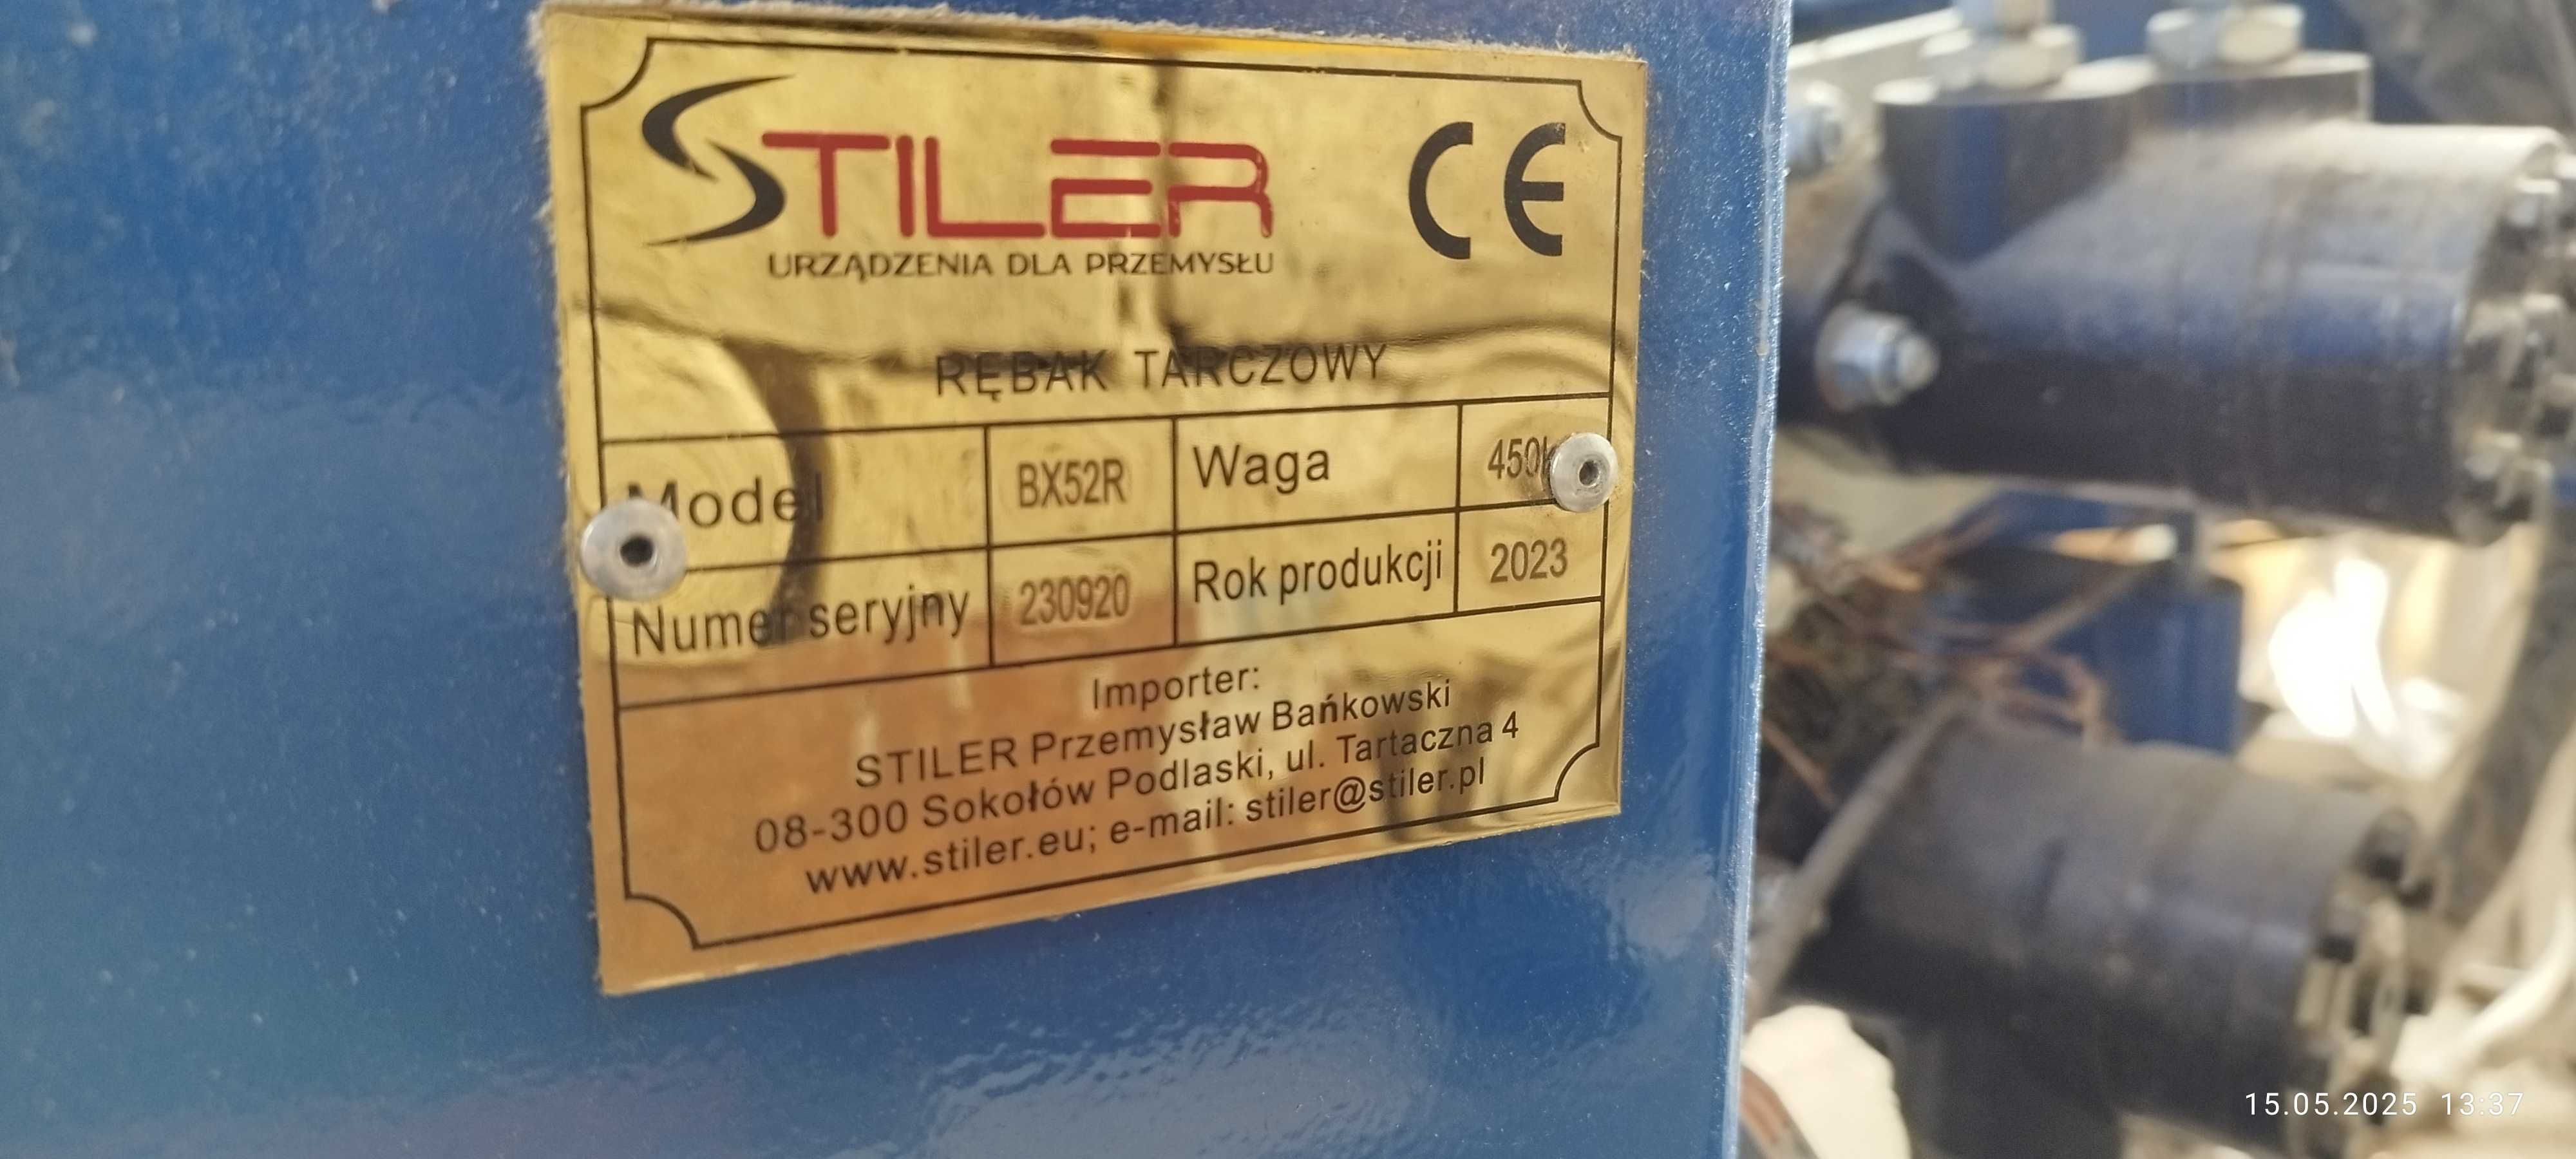 STILER
CE
URZĄDZENIA DLA PRZEMYSŁU
RĘBAK TARCZOWY
Model BX52R Waga 450k
Numer seryjny 230920 Rok produkcji 2023
Importer:
STILER Przemysław Bańkowski
08-300 Sokołów Podlaski, ul. Tartaczna 4
www.stiler.eu; e-mail: stiler@stiler.pl
15.05.2025 13:37